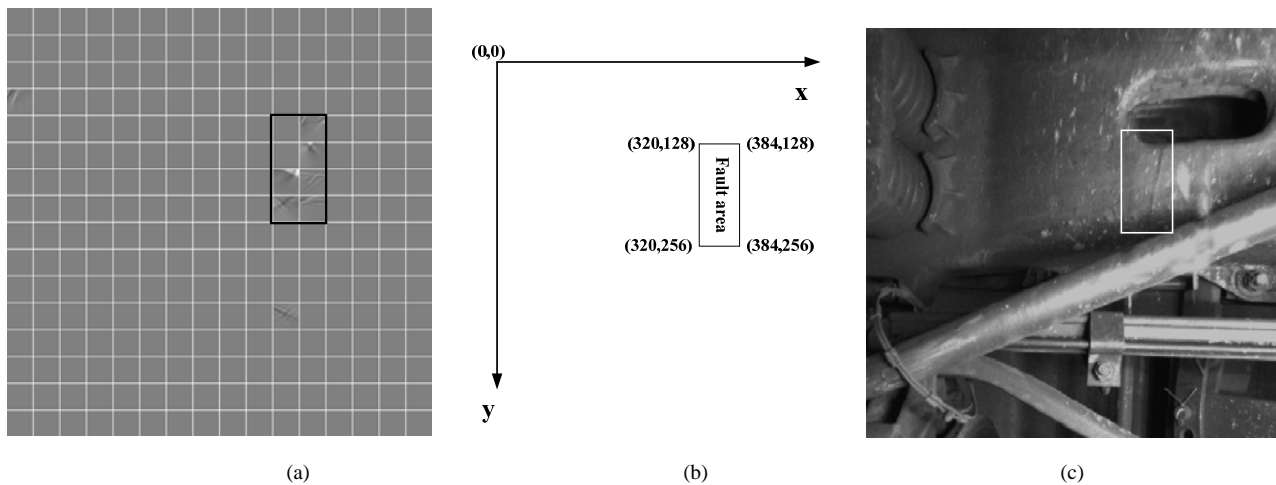 (0,0)
x
(320,128)
(384,128)
Fault area
(320,256)
(384,256)
y
(a)
(b)
(c)